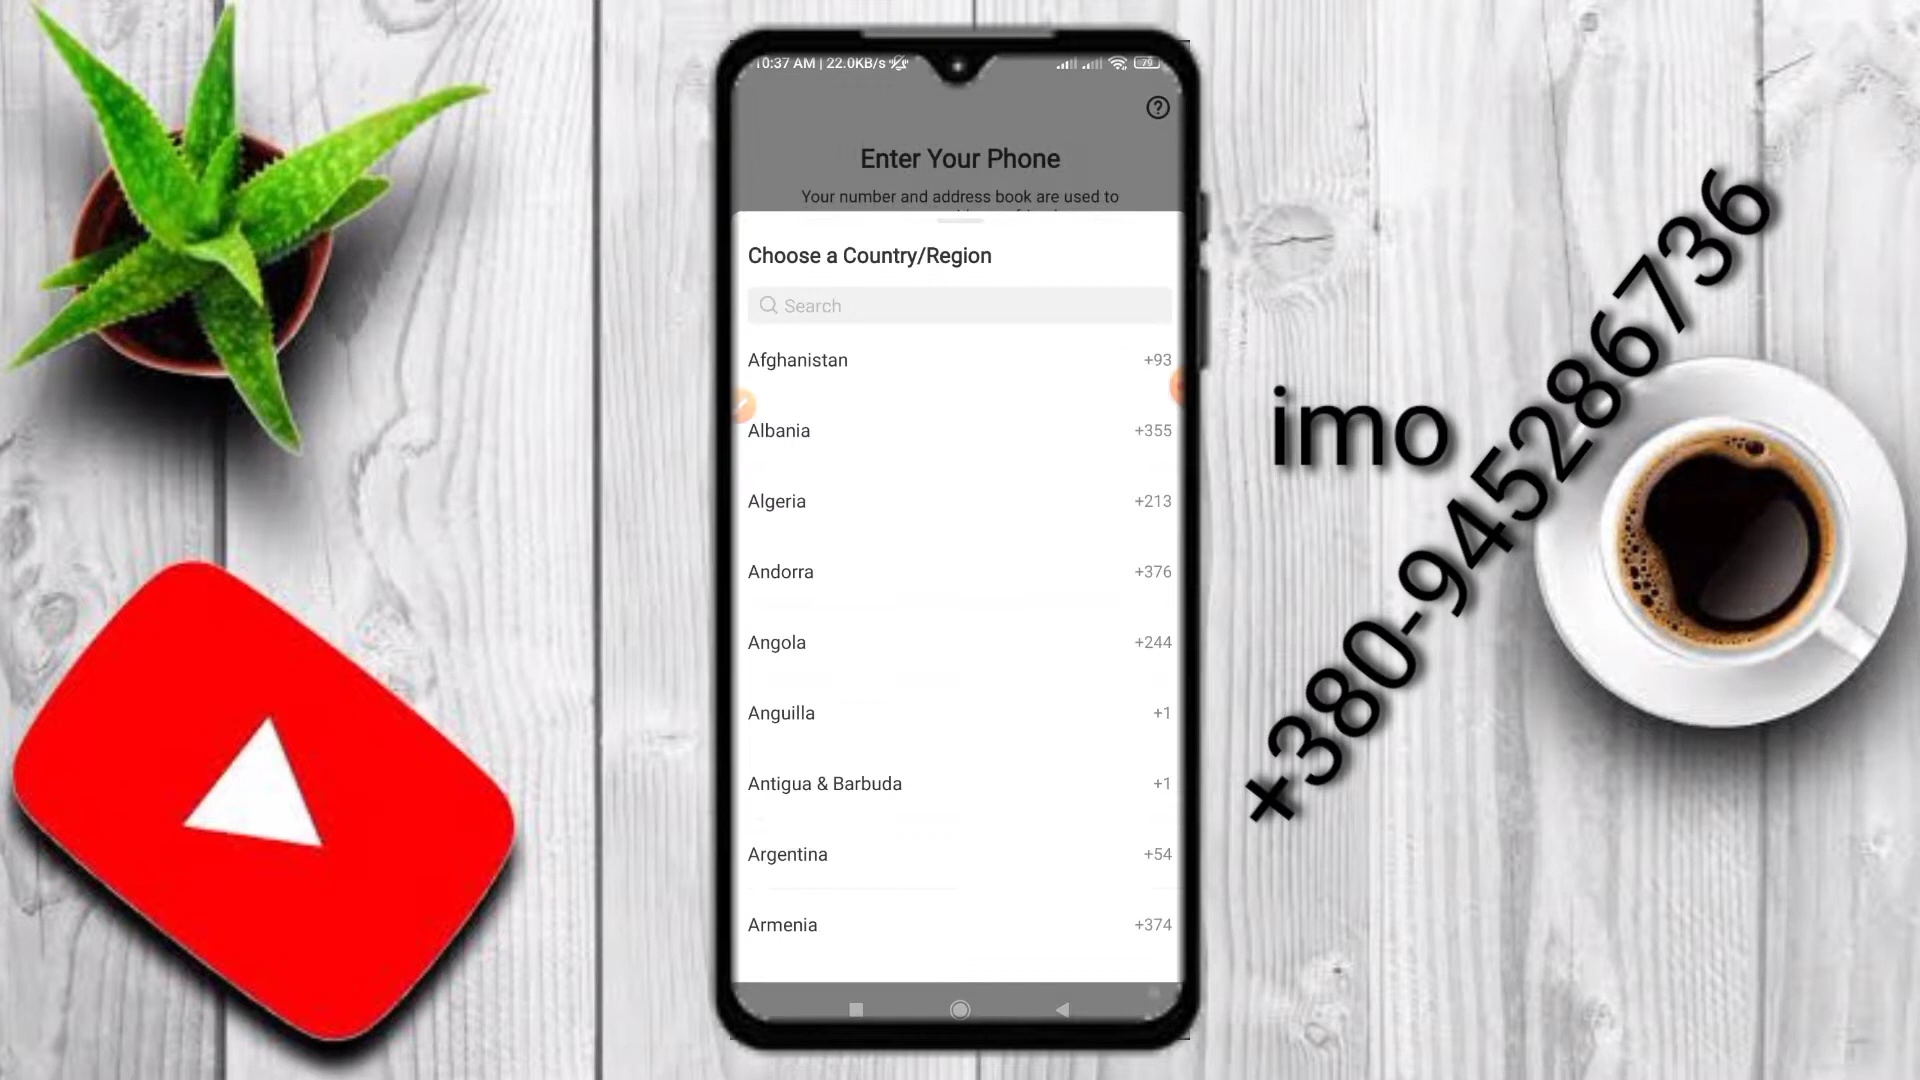 10:37 AM | 22.0KB/s
79
Enter Your Phone
Your number and address book are used to
Choose a Country/Region
Search
Afghanistan +93
Albania +355
Algeria +213
Andorra +376
Angola +244
Anguilla +1
Antigua & Barbuda +1
Argentina +54
Armenia +374
imo
+380-945286736